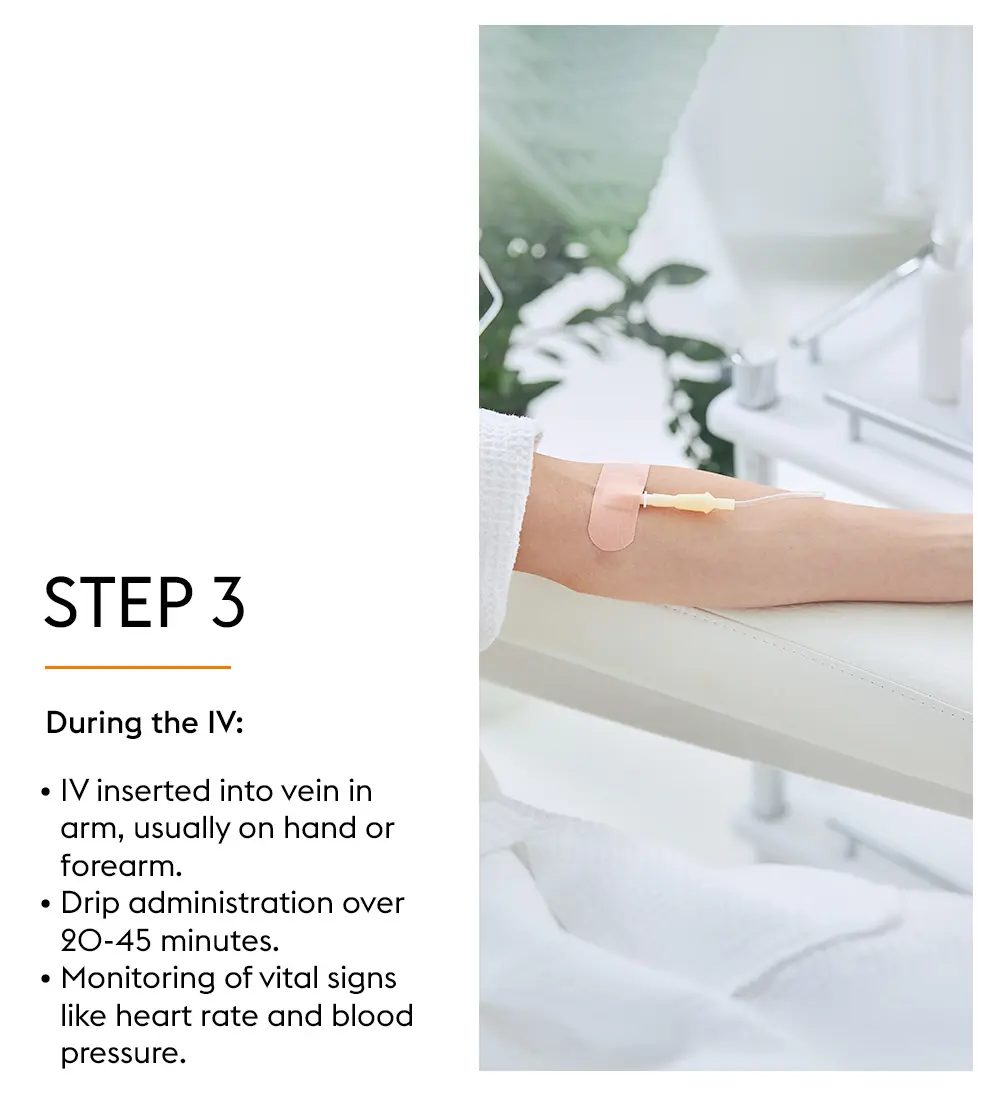 STEP 3
During the IV:
• IV inserted into vein in
arm, usually on hand or
forearm.
• Drip administration over
20-45 minutes.
• Monitoring of vital signs
like heart rate and blood
pressure.